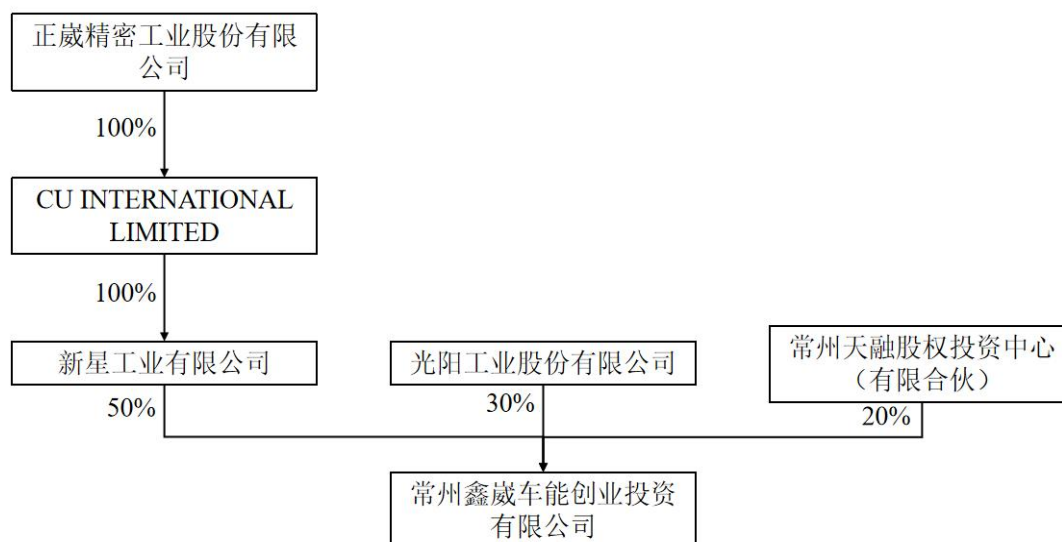 正崴精密工业股份有限
公司
100%
CU INTERNATIONAL
LIMITED
100%
新星工业有限公司
光阳工业股份有限公司
常州天融股权投资中心
（有限合伙）
50%
30%
20%
常州鑫崴车能创业投资
有限公司